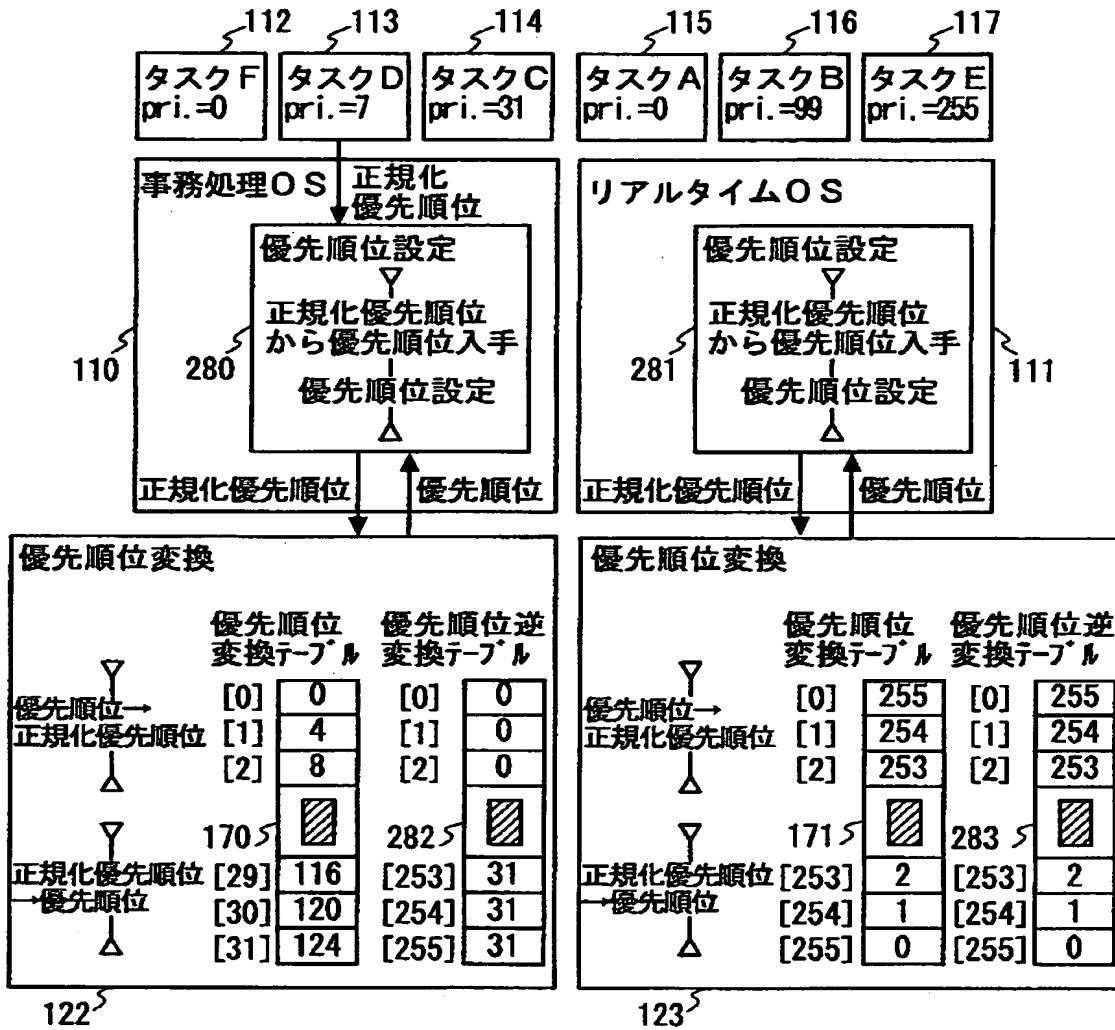 112 113 114 115 116 117
タスクF タスクD タスクC タスクA タスクB タスクE
pri.=0 pri.=7 pri.=31 pri.=0 pri.=99 pri.=255
事務処理OS
正規化
優先順位
優先順位設定
正規化優先順位
から優先順位入手
優先順位設定
110
280
正規化優先順位
優先順位
リアルタイムOS
優先順位設定
正規化優先順位
から優先順位入手
優先順位設定
281
111
正規化優先順位
優先順位
優先順位変換
優先順位
変換テーブル
優先順位逆
変換テーブル
優先順位→
正規化優先順位
[0] 0 [0] 0
[1] 4 [1] 0
[2] 8 [2] 0
170 282
正規化優先順位
→優先順位
[29] 116 [253] 31
[30] 120 [254] 31
[31] 124 [255] 31
122
優先順位変換
優先順位
変換テーブル
優先順位逆
変換テーブル
優先順位→
正規化優先順位
[0] 255 [0] 255
[1] 254 [1] 254
[2] 253 [2] 253
171 283
正規化優先順位
→優先順位
[253] 2 [253] 2
[254] 1 [254] 1
[255] 0 [255] 0
123